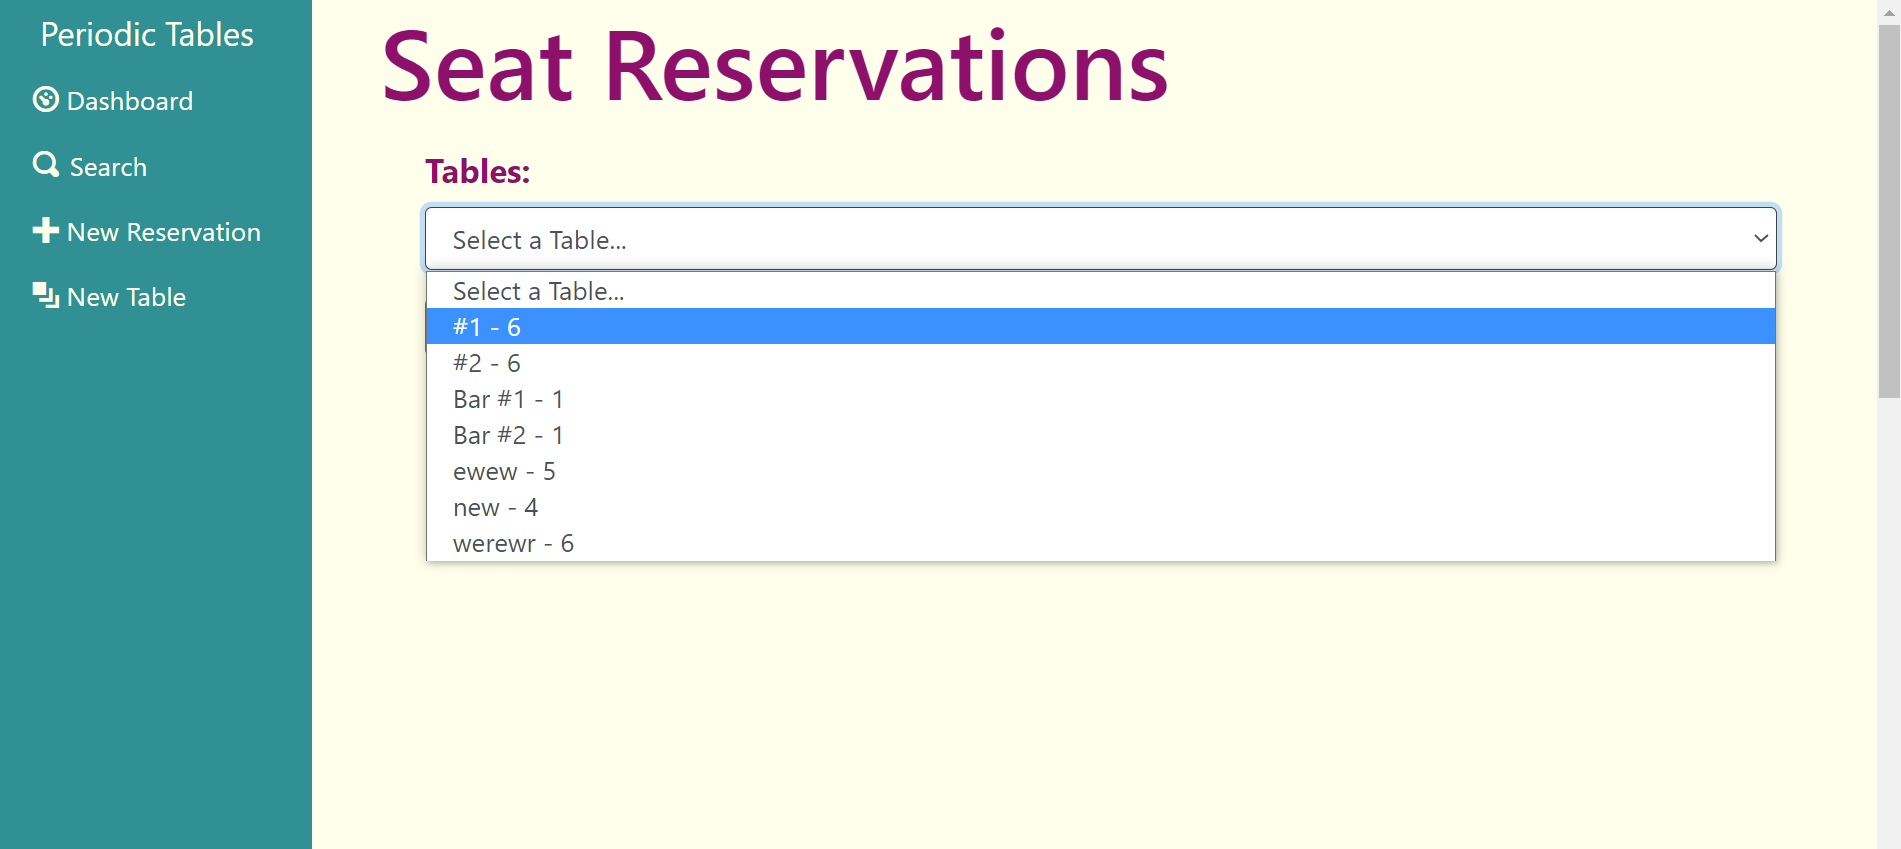 Periodic Tables
Dashboard
Search
New Reservation
New Table
Seat Reservations
Tables:
Select a Table...
Select a Table...
#1 - 6
#2 - 6
Bar #1 - 1
Bar #2 - 1
ewew - 5
new - 4
werewr - 6